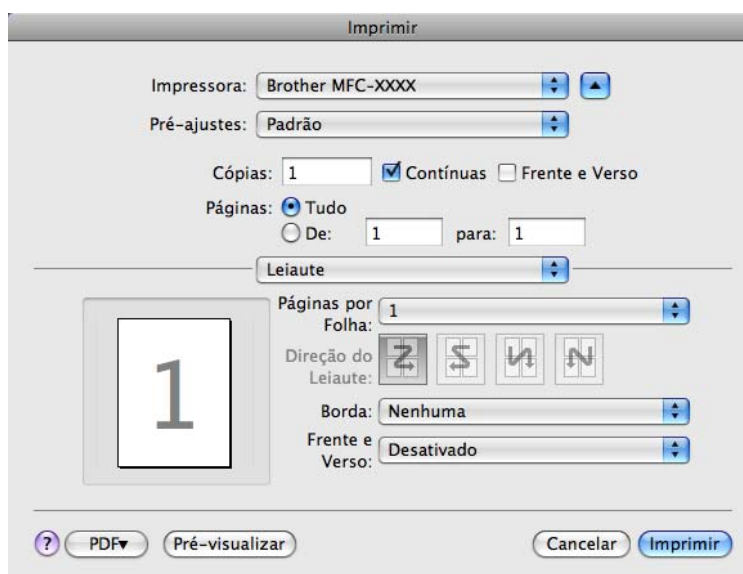 Imprimir
Impressora: Brother MFC-XXXX
Pré-ajustes: Padrão
Cópias: 1 Contínuas Frente e Verso
Páginas: Tudo
De: 1 para: 1
Leiaute
Páginas por Folha: 1
Direção do Leiaute:
Borda: Nenhuma
Frente e Verso: Desativado
1
? PDF▾ Pré-visualizar Cancelar Imprimir